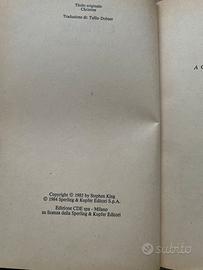 Titolo originale
Christine
Traduzione di: Tullio Dobner
A
Copyright © 1983 by Stephen King
© 1984 Sperling & Kupfer Editori S.p.A.
Edizione CDE spa - Milano
su licenza della Sperling & Kupfer Editori
subito